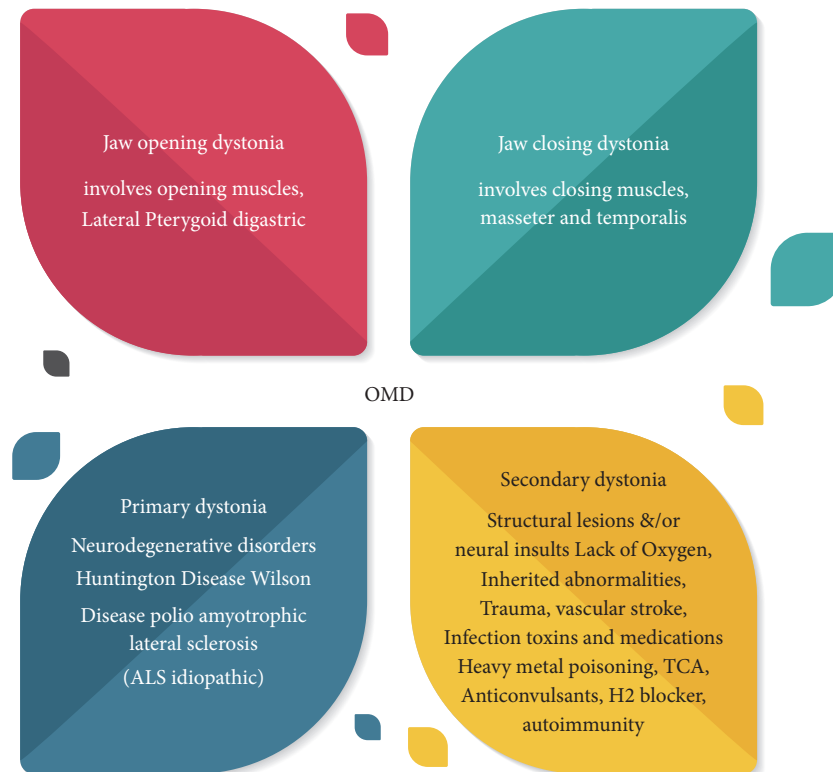 Jaw opening dystonia
involves opening muscles,
Lateral Pterygoid digastric
Jaw closing dystonia
involves closing muscles,
masseter and temporalis
OMD
Primary dystonia
Neurodegenerative disorders
Huntington Disease Wilson
Disease polio amyotrophic
lateral sclerosis
(ALS idiopathic)
Secondary dystonia
Structural lesions &/or
neural insults Lack of Oxygen,
Inherited abnormalities,
Trauma, vascular stroke,
Infection toxins and medications
Heavy metal poisoning, TCA,
Anticonvulsants, H2 blocker,
autoimmunity